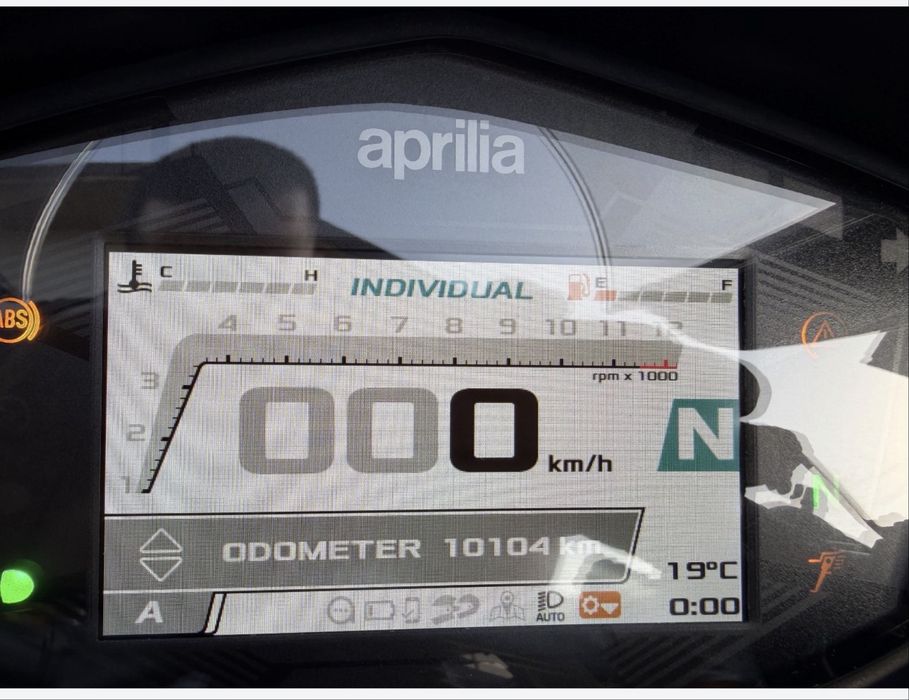 aprilia
C H INDIVIDUAL E F
4 5 6 7 8 9 10 11 12
3
rpm x 1000
2
000 km/h N
1
ABS
N
ODOMETER 10104 km
19°C
A AUTO 0:00